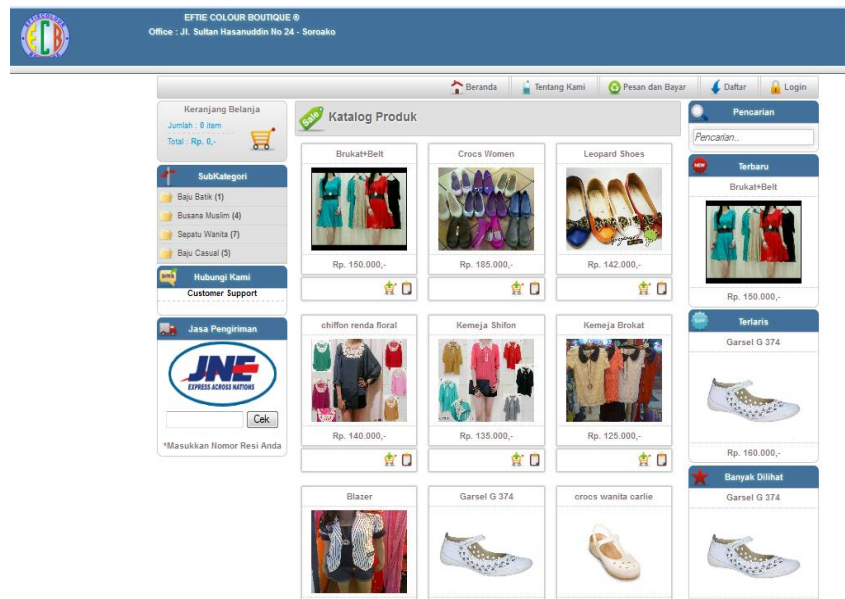 EFTIE COLOUR BOUTIQUE ®
Office : Jl. Sultan Hasanuddin No 24 - Soroako
ECB
Beranda
Tentang Kami
Pesan dan Bayar
Daftar
Login
Keranjang Belanja
Jumlah : 0 item
Total : Rp. 0,-
SubKategori
Baju Batik (1)
Busana Muslim (4)
Sepatu Wanita (7)
Baju Casual (5)
Hubungi Kami
Customer Support
Jasa Pengiriman
JNE
EXPRESS ACROSS NATIONS
Cek
*Masukkan Nomor Resi Anda
Sale
Katalog Produk
Brukat+Belt
Crocs Women
Leopard Shoes
Rp. 150.000,-
Rp. 185.000,-
Rp. 142.000,-
chiffon renda floral
Kemeja Shifon
Kemeja Brokat
Rp. 140.000,-
Rp. 135.000,-
Rp. 125.000,-
Blazer
Garsel G 374
crocs wanita carlie
Pencarian
Pencarian..
NEW
Terbaru
Brukat+Belt
Rp. 150.000,-
Terlaris
Garsel G 374
Rp. 160.000,-
Banyak Dilihat
Garsel G 374